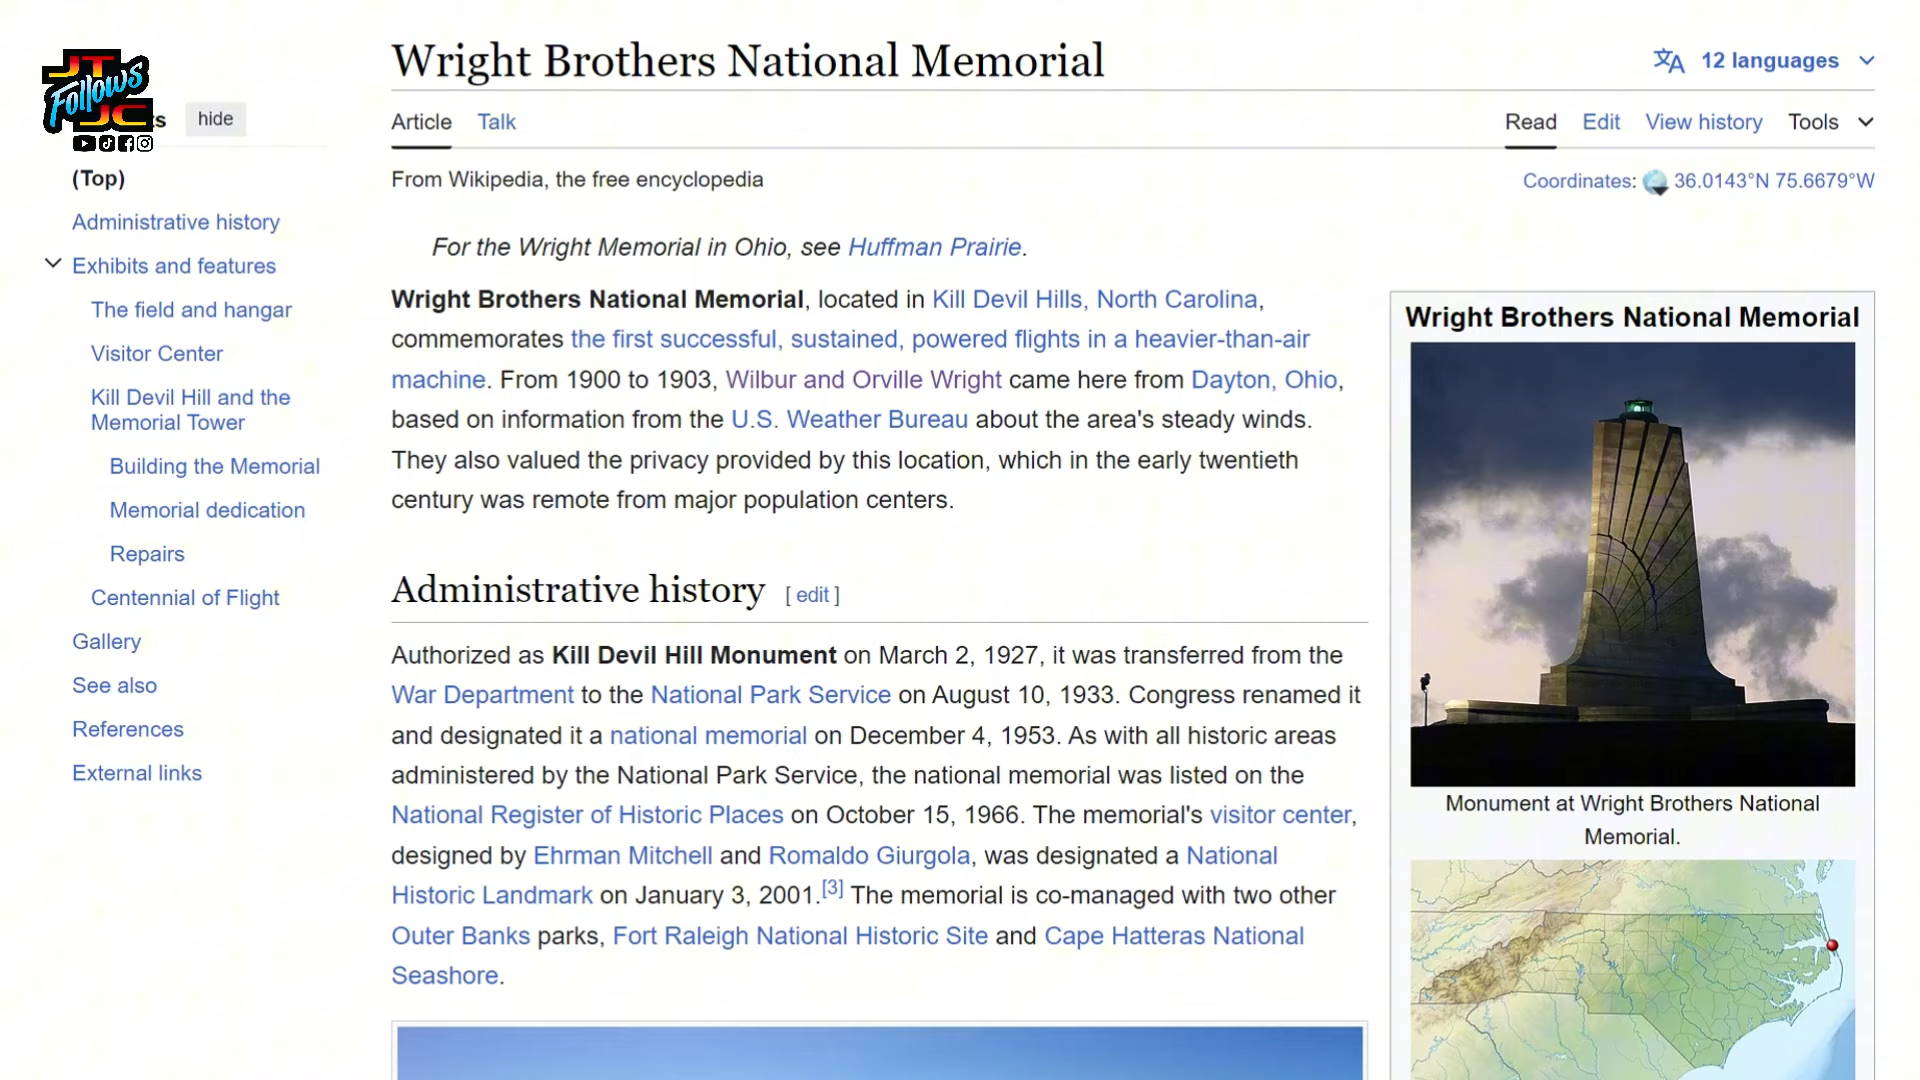 Wright Brothers National Memorial
12 languages
JT
Follows
JC
ts
hide
Article
Talk
Read
Edit
View history
Tools
From Wikipedia, the free encyclopedia
Coordinates: 36.0143°N 75.6679°W
(Top)
Administrative history
Exhibits and features
The field and hangar
Visitor Center
Kill Devil Hill and the
Memorial Tower
Building the Memorial
Memorial dedication
Repairs
Centennial of Flight
Gallery
See also
References
External links
For the Wright Memorial in Ohio, see Huffman Prairie.
Wright Brothers National Memorial, located in Kill Devil Hills, North Carolina,
commemorates the first successful, sustained, powered flights in a heavier-than-air
machine. From 1900 to 1903, Wilbur and Orville Wright came here from Dayton, Ohio,
based on information from the U.S. Weather Bureau about the area's steady winds.
They also valued the privacy provided by this location, which in the early twentieth
century was remote from major population centers.
Administrative history [ edit ]
Authorized as Kill Devil Hill Monument on March 2, 1927, it was transferred from the
War Department to the National Park Service on August 10, 1933. Congress renamed it
and designated it a national memorial on December 4, 1953. As with all historic areas
administered by the National Park Service, the national memorial was listed on the
National Register of Historic Places on October 15, 1966. The memorial's visitor center,
designed by Ehrman Mitchell and Romaldo Giurgola, was designated a National
Historic Landmark on January 3, 2001.[3] The memorial is co-managed with two other
Outer Banks parks, Fort Raleigh National Historic Site and Cape Hatteras National
Seashore.
Wright Brothers National Memorial
Monument at Wright Brothers National
Memorial.